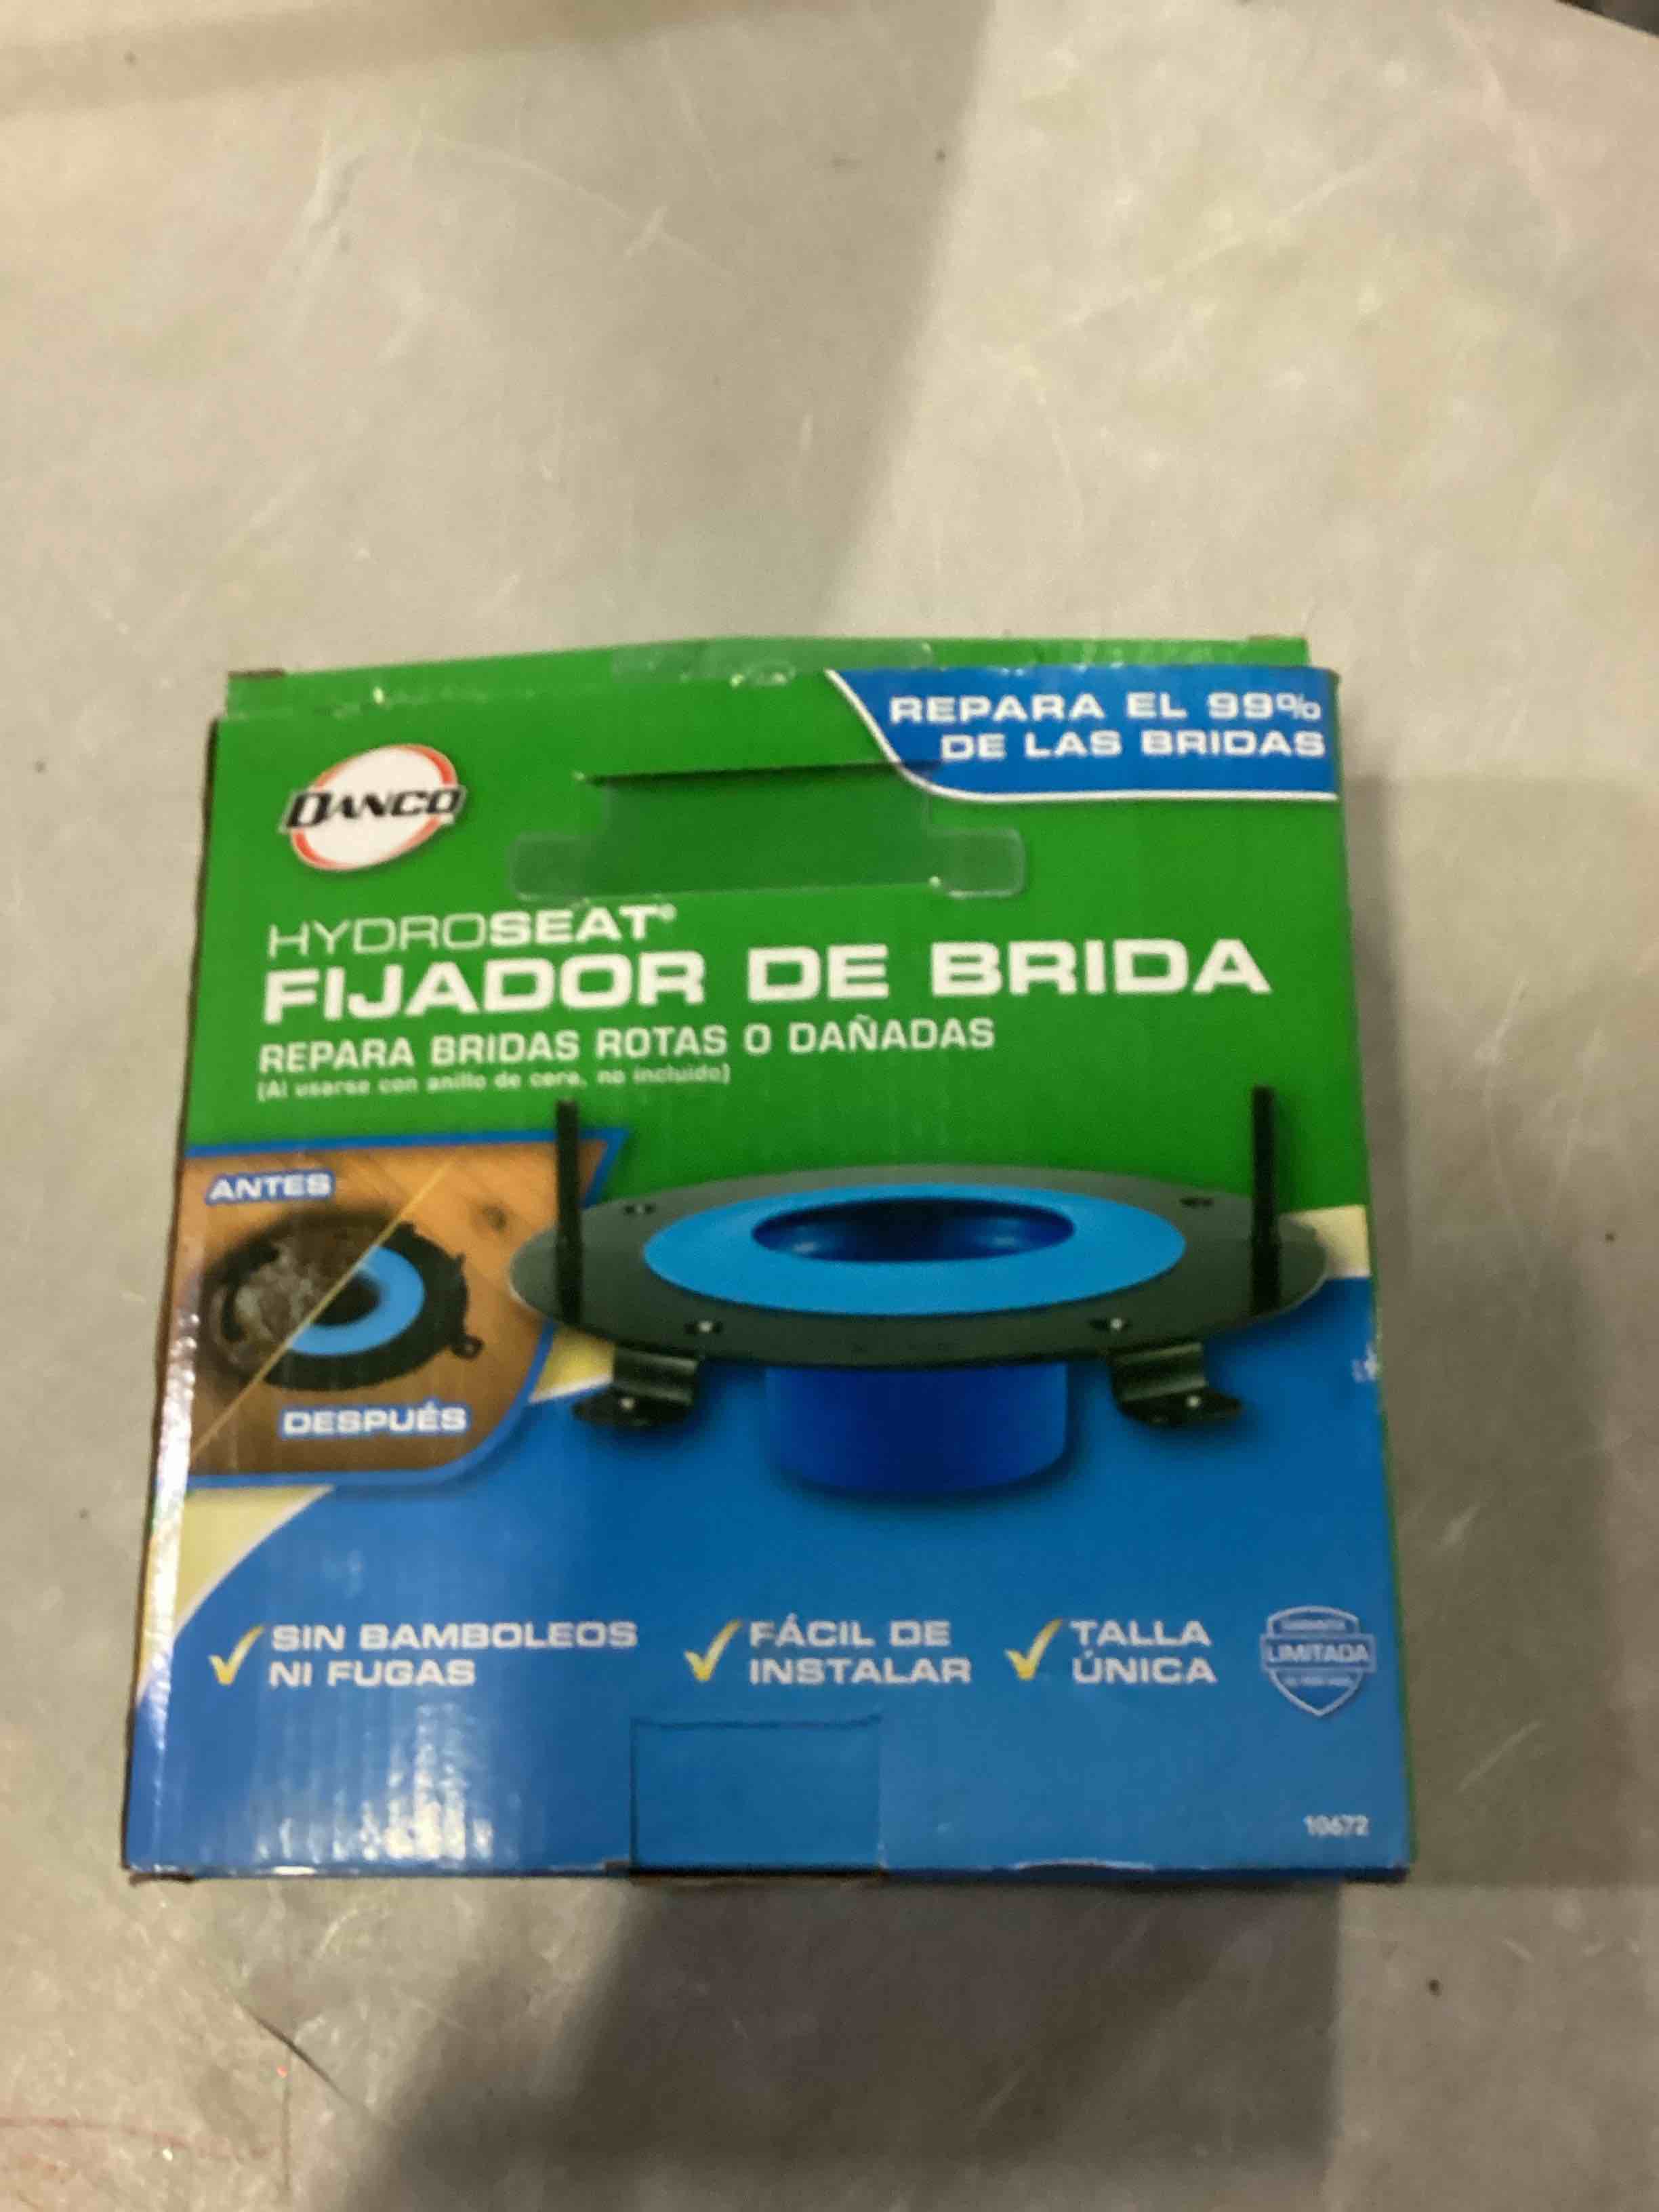 REPARA EL 99%
DE LAS BRIDAS
DANCO
HYDROSEAT®
FIJADOR DE BRIDA
REPARA BRIDAS ROTAS O DAÑADAS
(Al usarse con anillo de cera, no incluido)
ANTES
DESPUÉS
SIN BAMBOLEOS
NI FUGAS
FÁCIL DE
INSTALAR
TALLA
ÚNICA
GARANTÍA
LIMITADA
10672